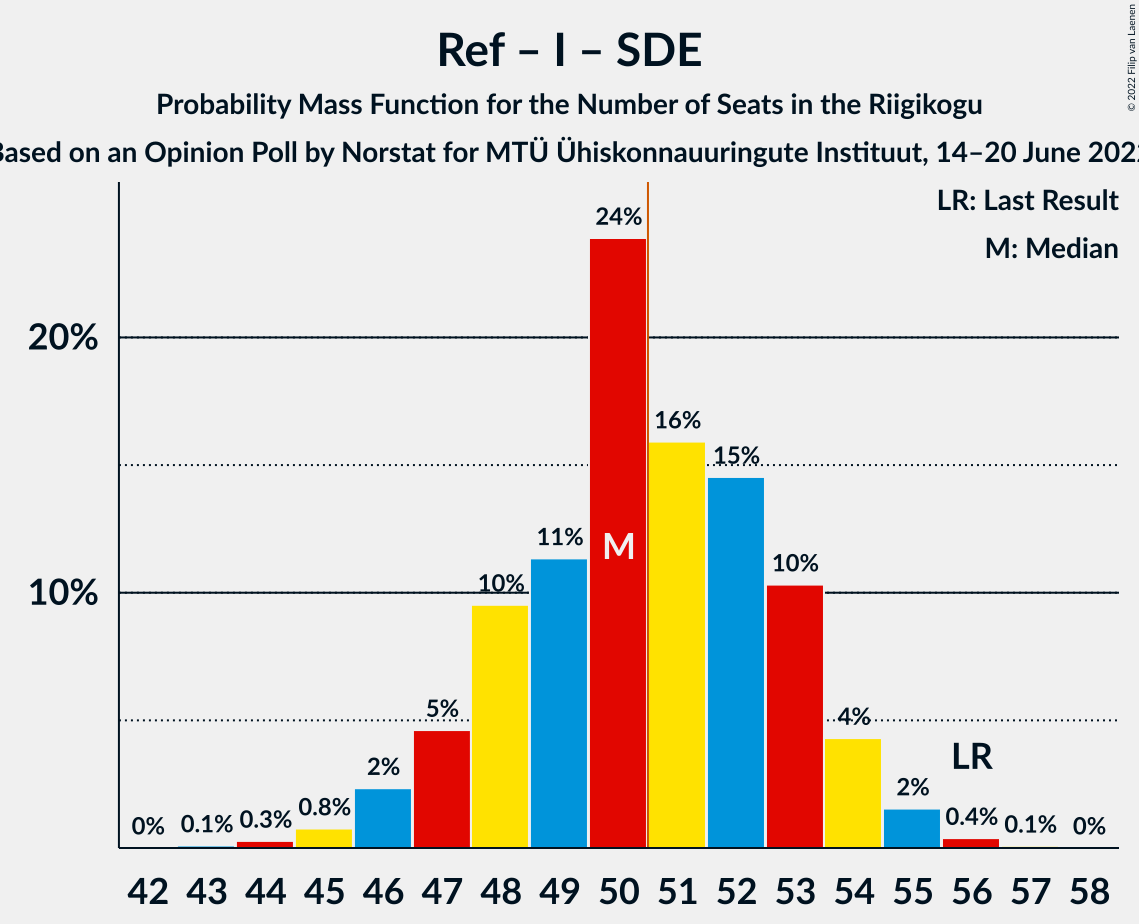 Ref – I – SDE
Probability Mass Function for the Number of Seats in the Riigikogu
Based on an Opinion Poll by Norstat for MTÜ Ühiskonnauuringute Instituut, 14–20 June 2022
© 2022 Filip van Laenen
LR: Last Result
M: Median
20%
10%
0% 0.1% 0.3% 0.8% 2% 5% 10% 11% 24% 16% 15% 10% 4% 2% 0.4% 0.1% 0%
M
LR
42 43 44 45 46 47 48 49 50 51 52 53 54 55 56 57 58